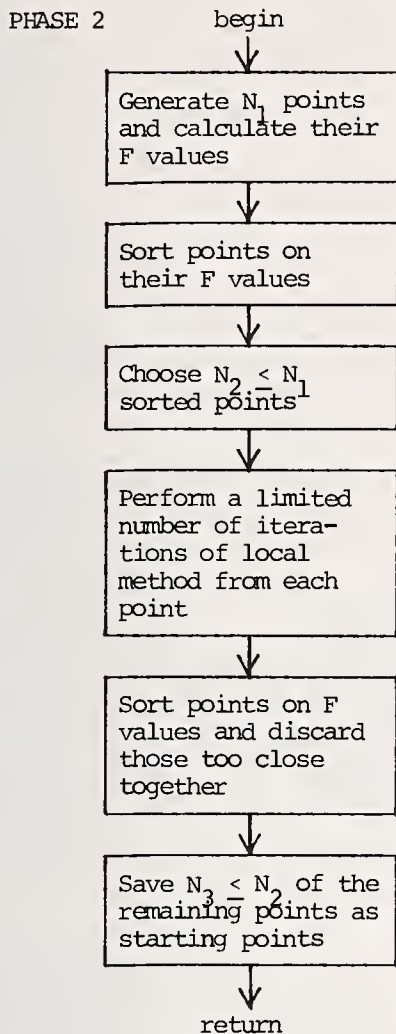 PHASE 2 begin
Generate N₁ points
and calculate their
F values
Sort points on
their F values
Choose N₂ ≤ N₁
sorted points
Perform a limited
number of itera-
tions of local
method from each
point
Sort points on F
values and discard
those too close
together
Save N₃ ≤ N₂ of the
remaining points as
starting points
return